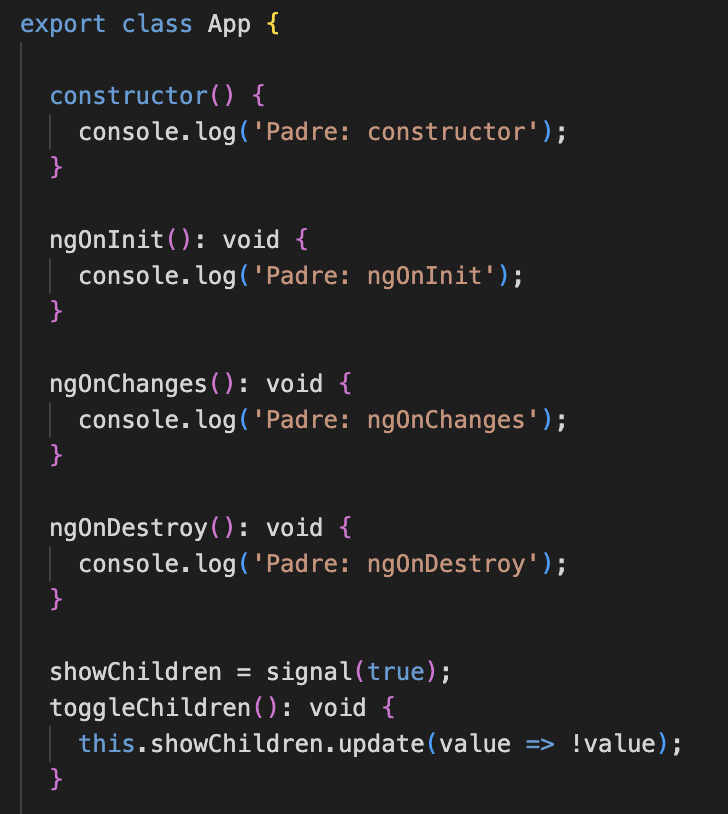 export class App {
constructor() {
console.log('Padre: constructor');
}
ngOnInit(): void {
console.log('Padre: ngOnInit');
}
ngOnChanges(): void {
console.log('Padre: ngOnChanges');
}
ngOnDestroy(): void {
console.log('Padre: ngOnDestroy');
}
showChildren = signal(true);
toggleChildren(): void {
this.showChildren.update(value => !value);
}